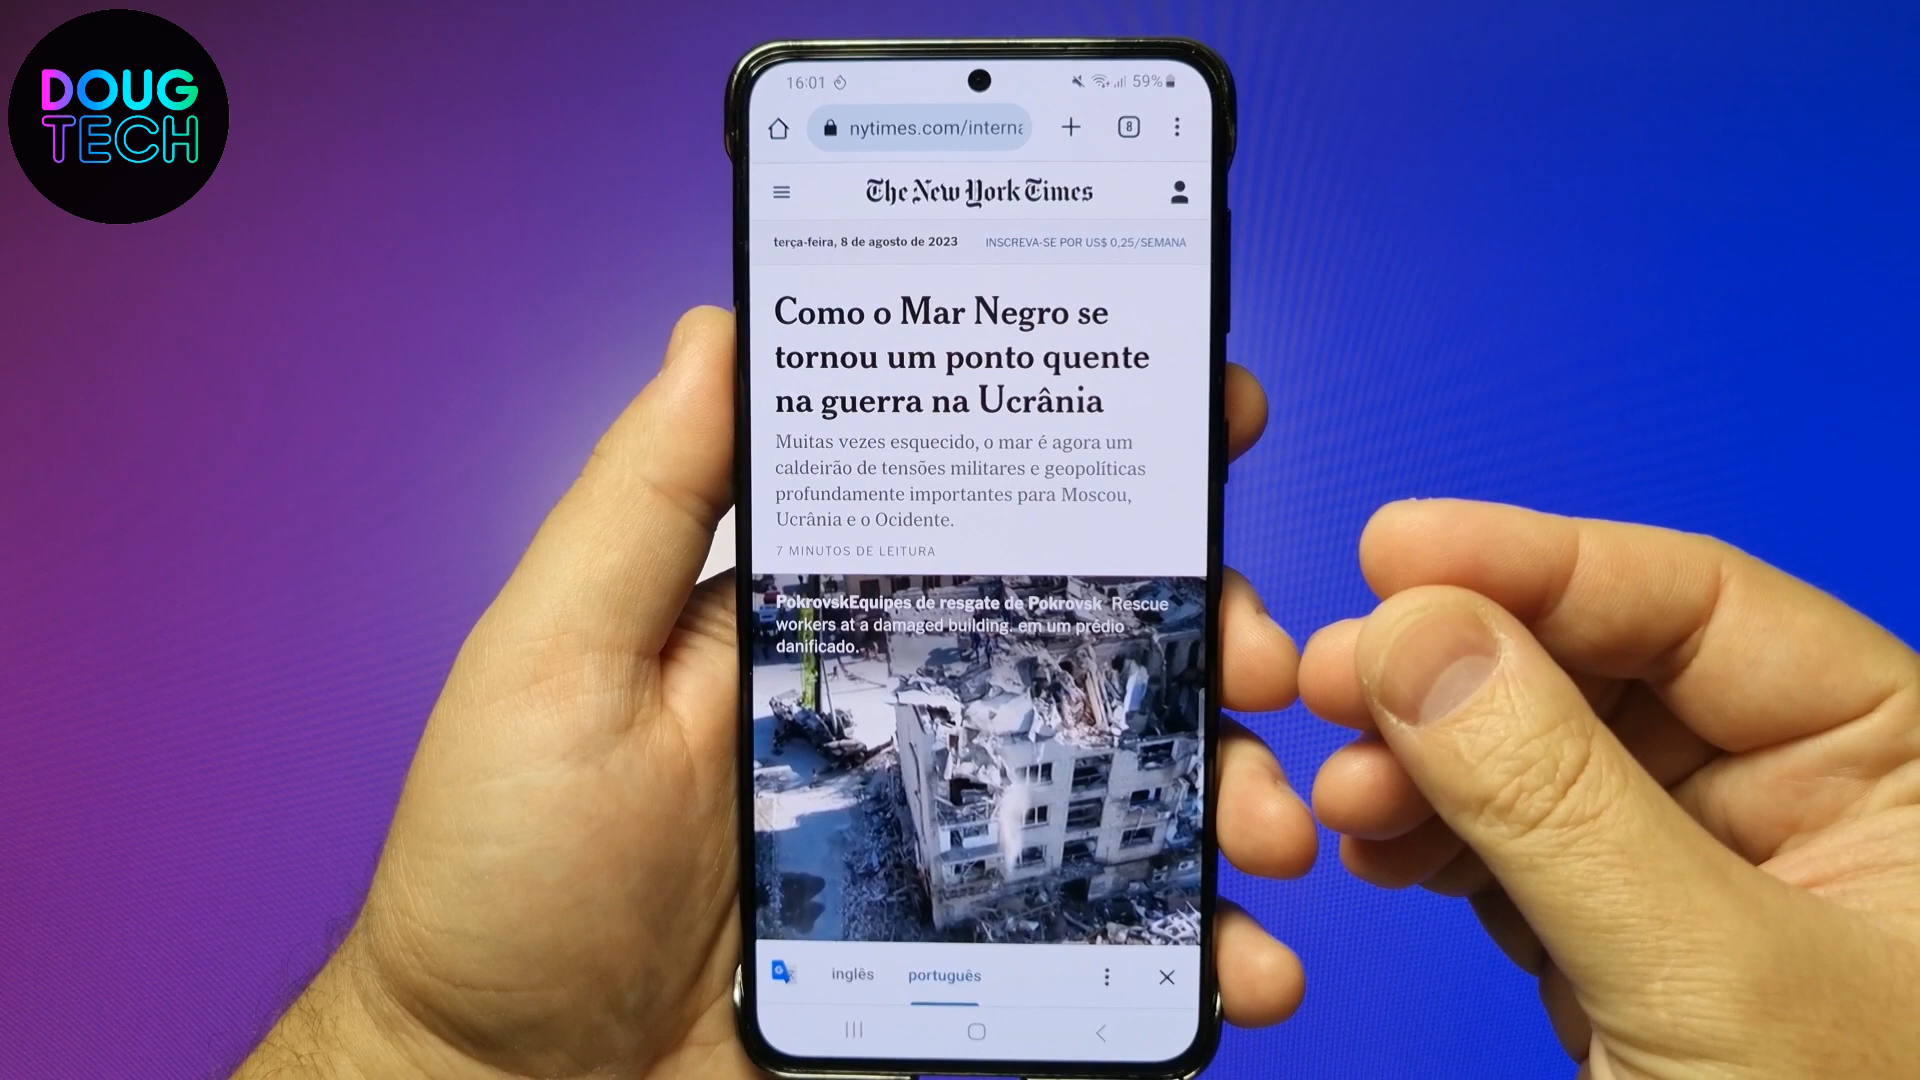 DOUG
TECH
16:01
59%
nytimes.com/interna
8
The New York Times
terça-feira, 8 de agosto de 2023
INSCREVA-SE POR US$ 0,25/SEMANA
Como o Mar Negro se
tornou um ponto quente
na guerra na Ucrânia
Muitas vezes esquecido, o mar é agora um
caldeirão de tensões militares e geopolíticas
profundamente importantes para Moscou,
Ucrânia e o Ocidente.
7 MINUTOS DE LEITURA
PokrovskEquipes de resgate de Pokrovsk Rescue
workers at a damaged building. em um prédio
danificado.
G
inglês
português